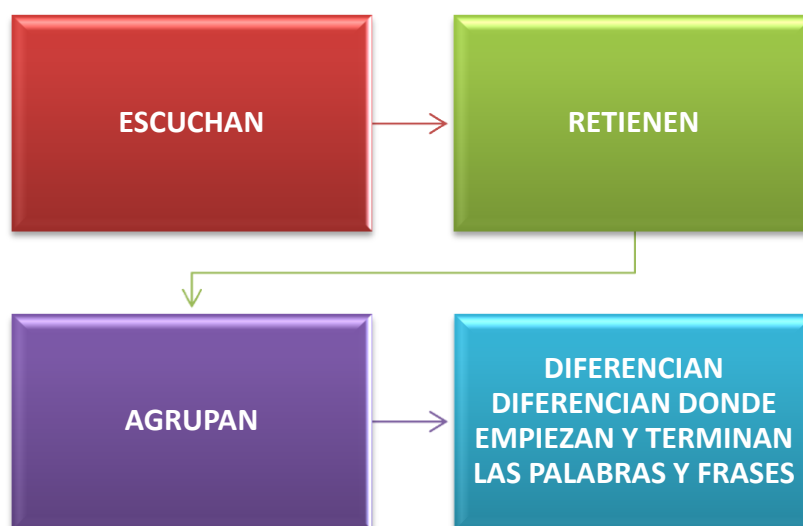 ESCUCHAN
RETIENEN
AGRUPAN
DIFERENCIAN
DIFERENCIAN DONDE
EMPIEZAN Y TERMINAN
LAS PALABRAS Y FRASES